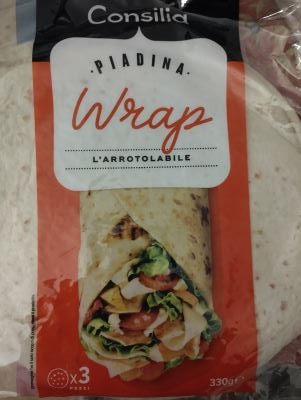 Consilia
·PIADINA·
Wrap
L'ARROTOLABILE
x3
PEZZI
330g℮